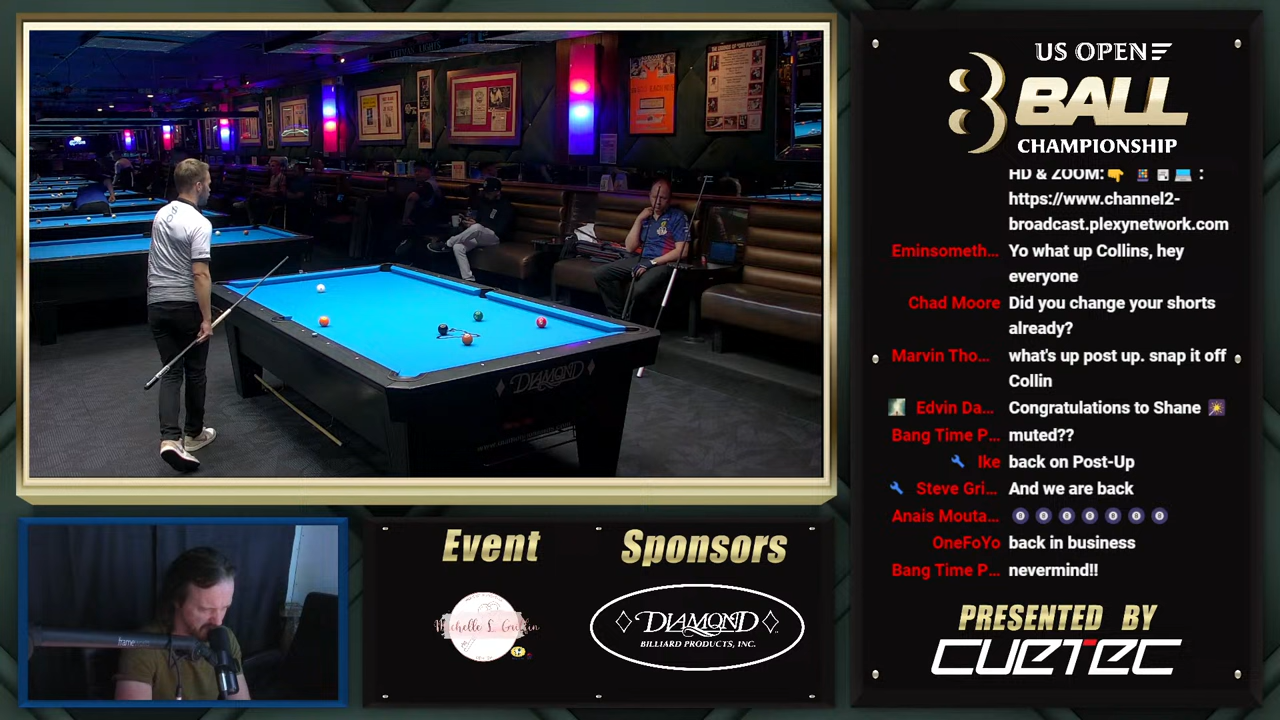 US OPEN
8 BALL
CHAMPIONSHIP
HD & ZOOM: :
https://www.channel2-
broadcast.plexynetwork.com
Eminsometh... Yo what up Collins, hey
everyone
Chad Moore Did you change your shorts
already?
Marvin Tho... what's up post up. snap it off
Collin
Edvin Da... Congratulations to Shane
Bang Time P... muted??
Ike back on Post-Up
Steve Gri... And we are back
Anais Mouta...
OneFoYo back in business
Bang Time P... nevermind!!
PRESENTED BY
CUETEC
DIAMOND
Event Sponsors
Michelle L. Griffin
DIAMOND
BILLIARD PRODUCTS, INC.
frame